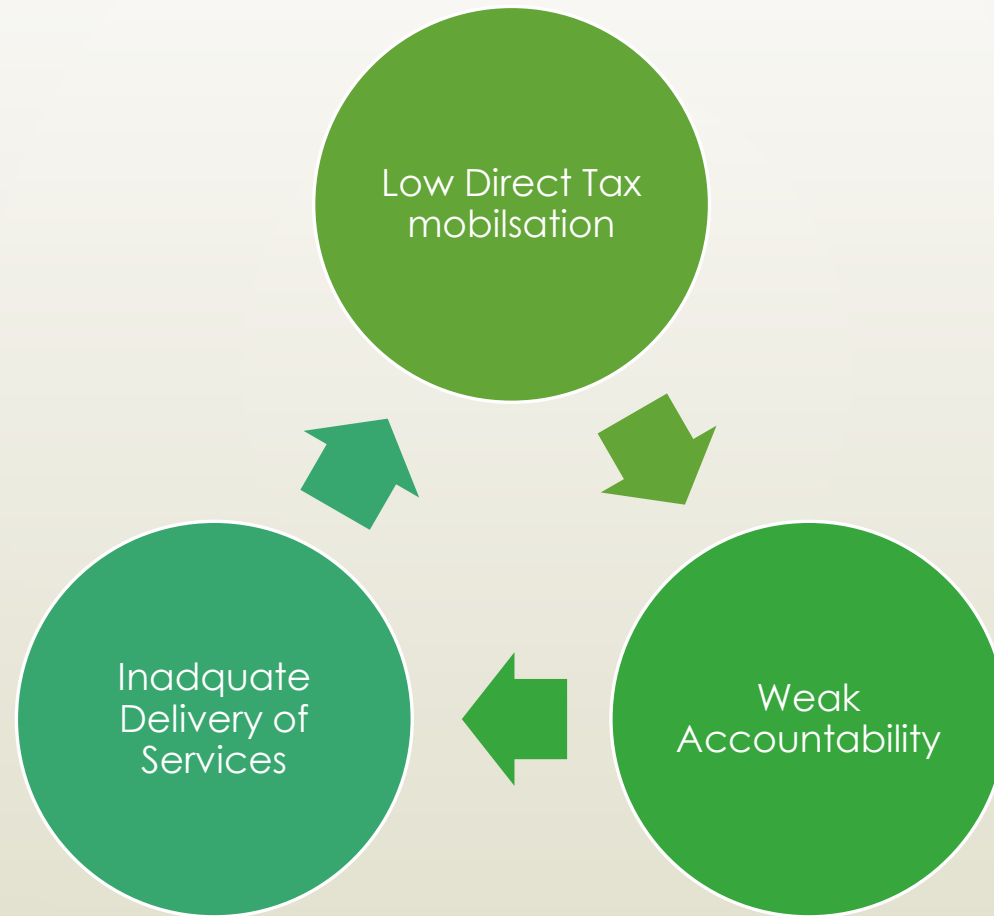 Low Direct Tax
mobilsation
Weak
Accountability
Inadquate
Delivery of
Services